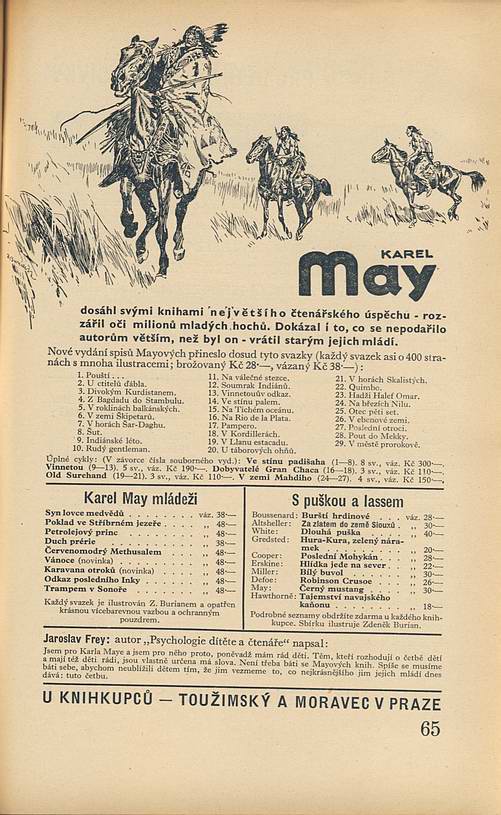 KAREL
May
dosáhl svými knihami největšího čtenářského úspěchu - roz-
zářil oči milionů mladých hochů. Dokázal i to, co se nepodařilo
autorům větším, než byl on - vrátil starým jejich mládí.
Nové vydání spisů Mayových přineslo dosud tyto svazky (každý svazek asi o 400 stra-
nách s mnoha ilustracemi; brožovaný Kč 28·—, vázaný Kč 38·—):
1. Pouští . . .
2. U ctitelů ďábla.
3. Divokým Kurdistanem.
4. Z Bagdadu do Stambulu.
5. V roklinách balkánských.
6. V zemi Škipetarů.
7. V horách Šar-Daghu.
8. Šut.
9. Indiánské léto.
10. Rudý gentleman.
11. Na válečné stezce.
12. Soumrak Indiánů.
13. Vinnetouův odkaz.
14. Ve stínu palem.
15. Na Tichém oceánu.
16. Na Rio de la Plata.
17. Pampero.
18. V Kordillerách.
19. V Llanu estacadu.
20. U táborových ohňů.
21. V horách Skalistých.
22. Quimbo.
23. Hadži Halef Omar.
24. Na březích Nilu.
25. Otec pěti set.
26. V ebenové zemi.
27. Poslední otroci.
28. Pout do Mekky.
29. V městě prorokově.
Úplné cykly: (V závorce čísla souborného vyd.): Ve stínu padišaha (1—8). 8 sv., váz. Kč 300·—,
Vinnetou (9—13). 5 sv., váz. Kč 190·—. Dobyvatelé Gran Chaca (16—18). 3 sv., váz. Kč 110·—.
Old Surehand (19—21). 3 sv., váz. Kč 110·—. V zemi Mahdiho (24—27). 4 sv., váz. Kč 150·—.
Karel May mládeži
Syn lovce medvědů . . . . váz. 38·—
Poklad ve Stříbrném jezeře . . . „ 48·—
Petrolejový princ . . . . „ 48·—
Duch prérie . . . . „ 38·—
Červenomodrý Methusalem . . „ 48·—
Vánoce (novinka) . . . . „ 48·—
Karavana otroků (novinka) . . . „ 48·—
Odkaz posledního Inky . . . . „ 48·—
Trampem v Sonoře . . . . „ 48·—
Každý svazek je ilustrován Z. Burianem a opatřen
krásnou vícebarevnou vazbou a ochranným
pouzdrem.
S puškou a lassem
Boussenard: Buršti hrdinové . . váz. 28·—
Altsheller: Za zlatem do země Siouxů . „ 30·—
White: Dlouhá puška . . „ 40·—
Gredsted: Hura-Kura, zelený nára-
mek . . . . „ 20·—
Cooper: Poslední Mohykán . . „ 28·—
Erskine: Hlídka jede na sever . . „ 22·—
Miller: Bílý buvol . . . „ 30·—
Defoe: Robinson Crusoe . . „ 26·—
May: Černý mustang . . „ 30·—
Hawthorně: Tajemství navajského
kaňonu . . . . „ 18·—
Podrobné seznamy obdržíte zdarma u každého knih-
kupce. Sbírku ilustruje Zdeněk Burian.
Jaroslav Frey: autor „Psychologie dítěte a čtenáře“ napsal:
Jsem pro Karla Maye a jsem pro něho proto, poněvadž mám rád děti. Těm, kteří rozhodují o četbě dětí
a mají též děti rádi, jsou vlastně určena má slova. Není třeba báti se Mayových knih. Spíše se musíme
báti sebe, abychom neublížili dětem tím, že jim vezmeme to, co nejkrásnějšího jim jejich mládí dnes
dává: tuto četbu.
U KNIHKUPCŮ — TOUŽIMSKÝ A MORAVEC V PRAZE
65